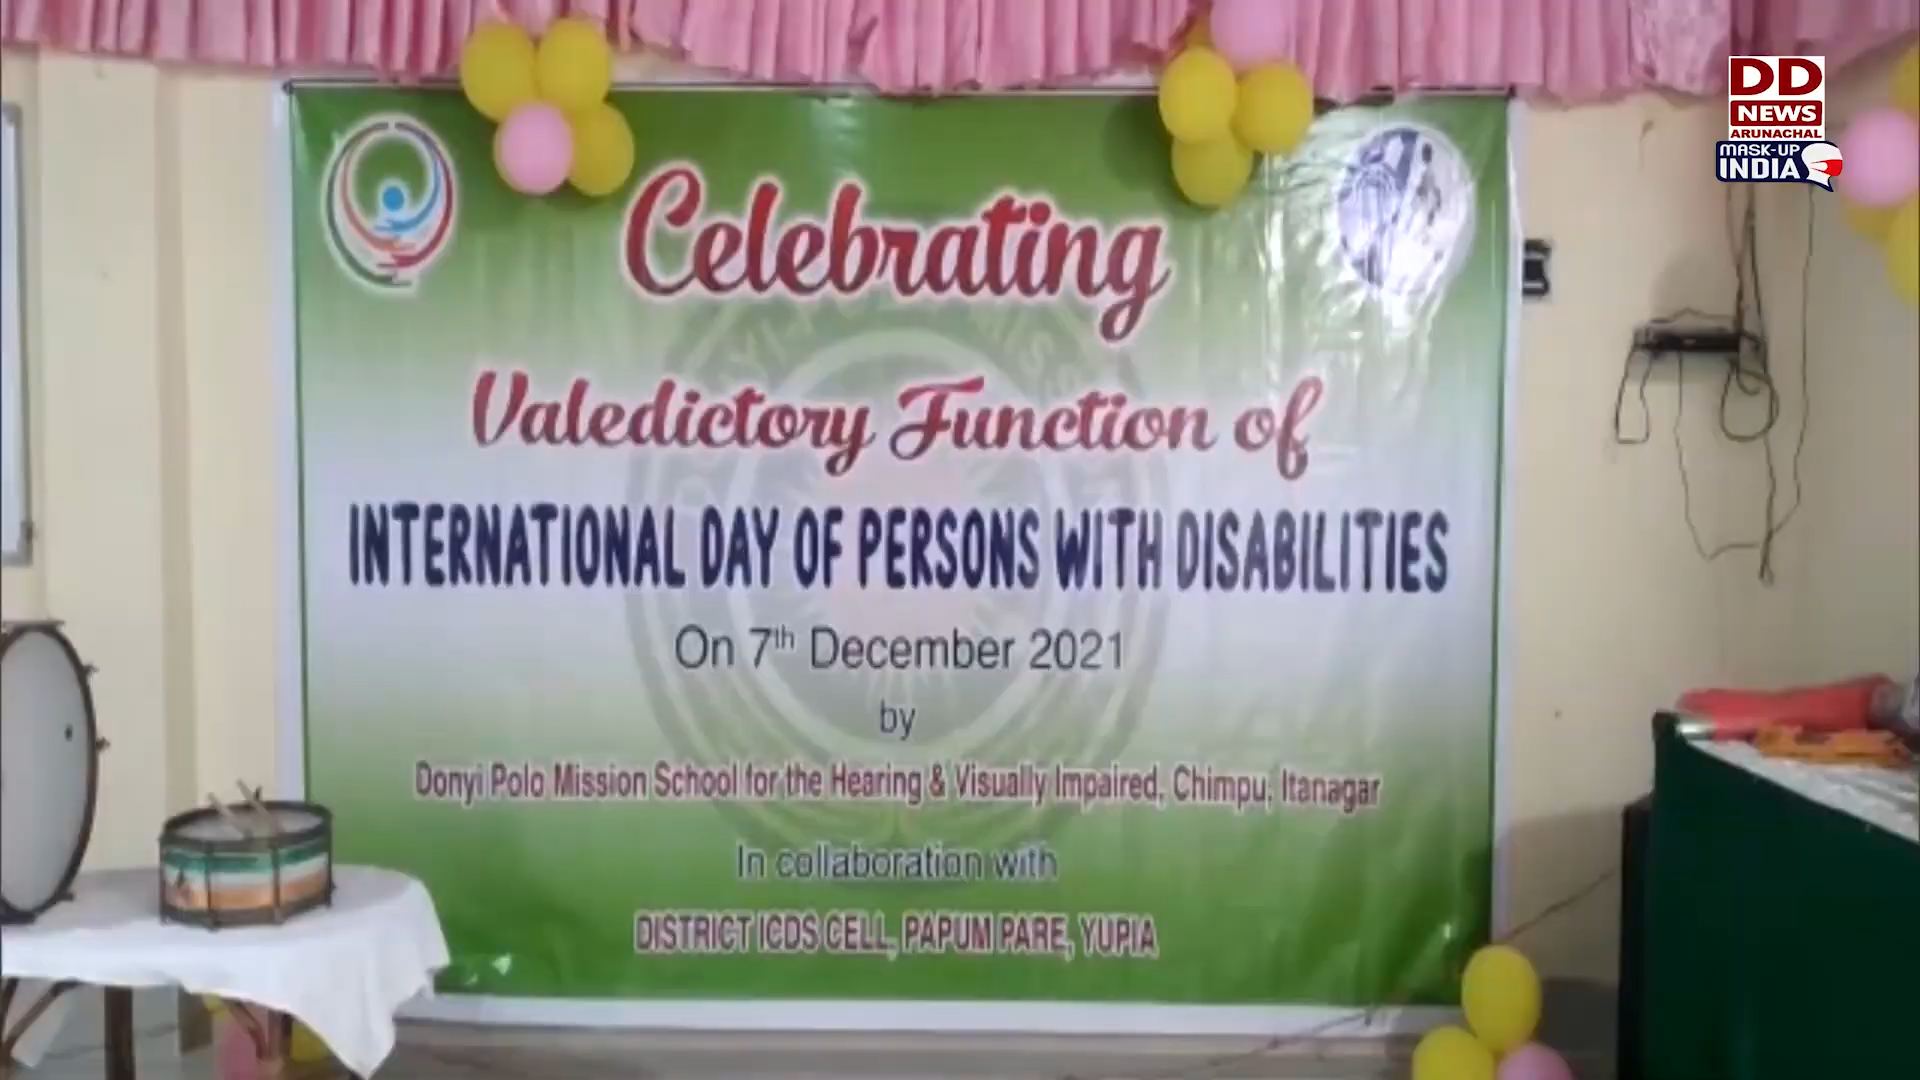 DD
NEWS
ARUNACHAL
MASK-UP
INDIA
Celebrating
Valedictory Function of
INTERNATIONAL DAY OF PERSONS WITH DISABILITIES
On 7th December 2021
by
Donyi Polo Mission School for the Hearing & Visually Impaired, Chimpu, Itanagar
In collaboration with
DISTRICT ICDS CELL, PAPUM PARE, YUPIA